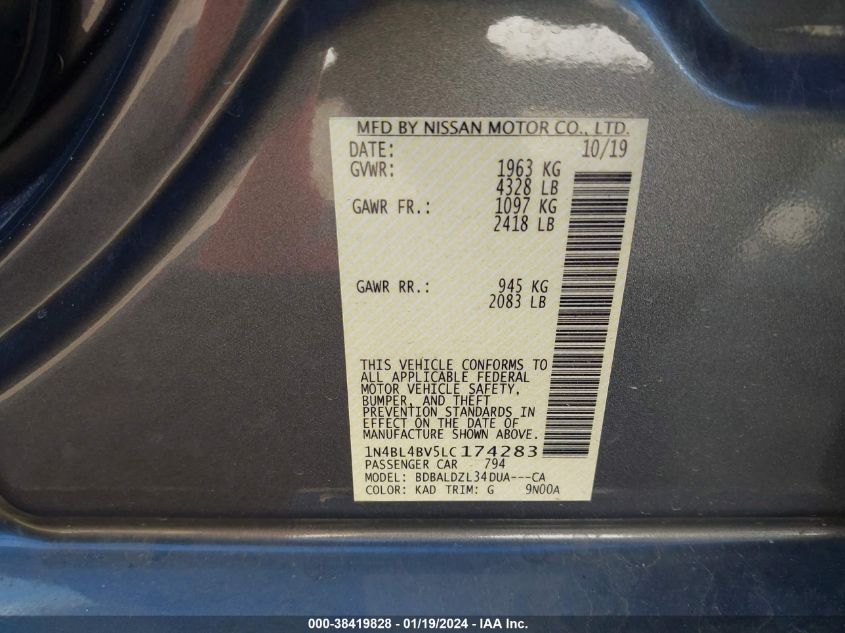 MFD BY NISSAN MOTOR CO., LTD.
DATE: 10/19
GVWR: 1963 KG
4328 LB
GAWR FR.: 1097 KG
2418 LB
GAWR RR.: 945 KG
2083 LB
THIS VEHICLE CONFORMS TO
ALL APPLICABLE FEDERAL
MOTOR VEHICLE SAFETY,
BUMPER, AND THEFT
PREVENTION STANDARDS IN
EFFECT ON THE DATE OF
MANUFACTURE SHOWN ABOVE.
1N4BL4BV5LC174283
PASSENGER CAR 794
MODEL: BDBALDZL34DUA---CA
COLOR: KAD TRIM: G 9N00A
000-38419828 - 01/19/2024 - IAA Inc.